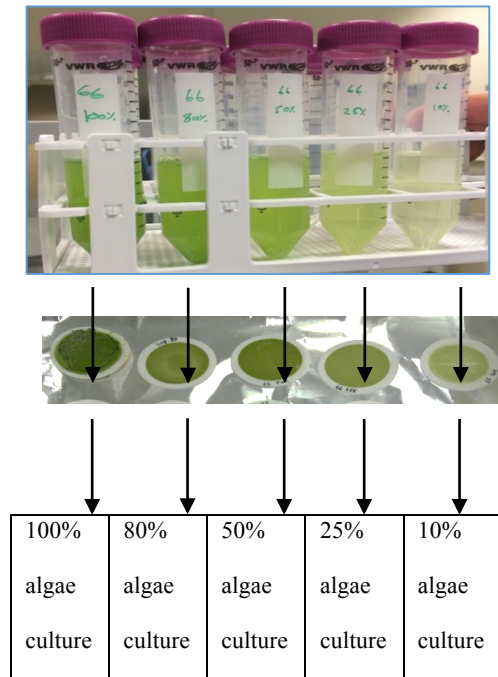 VWR VWR VWR VWR VWR
66 66 66 66 66
100% 80% 50% 25% 10%
100% 80% 50% 25% 10%
algae algae algae algae algae
culture culture culture culture culture